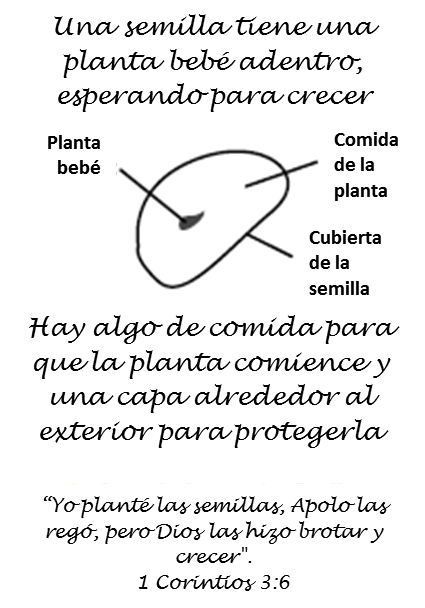 Una semilla tiene una
planta bebé adentro,
esperando para crecer
Planta
bebé
Comida
de la
planta
Cubierta
de la
semilla
Hay algo de comida para
que la planta comience y
una capa alrededor al
exterior para protegerla
“Yo planté las semillas, Apolo las
regó, pero Dios las hizo brotar y
crecer".
1 Corintios 3:6